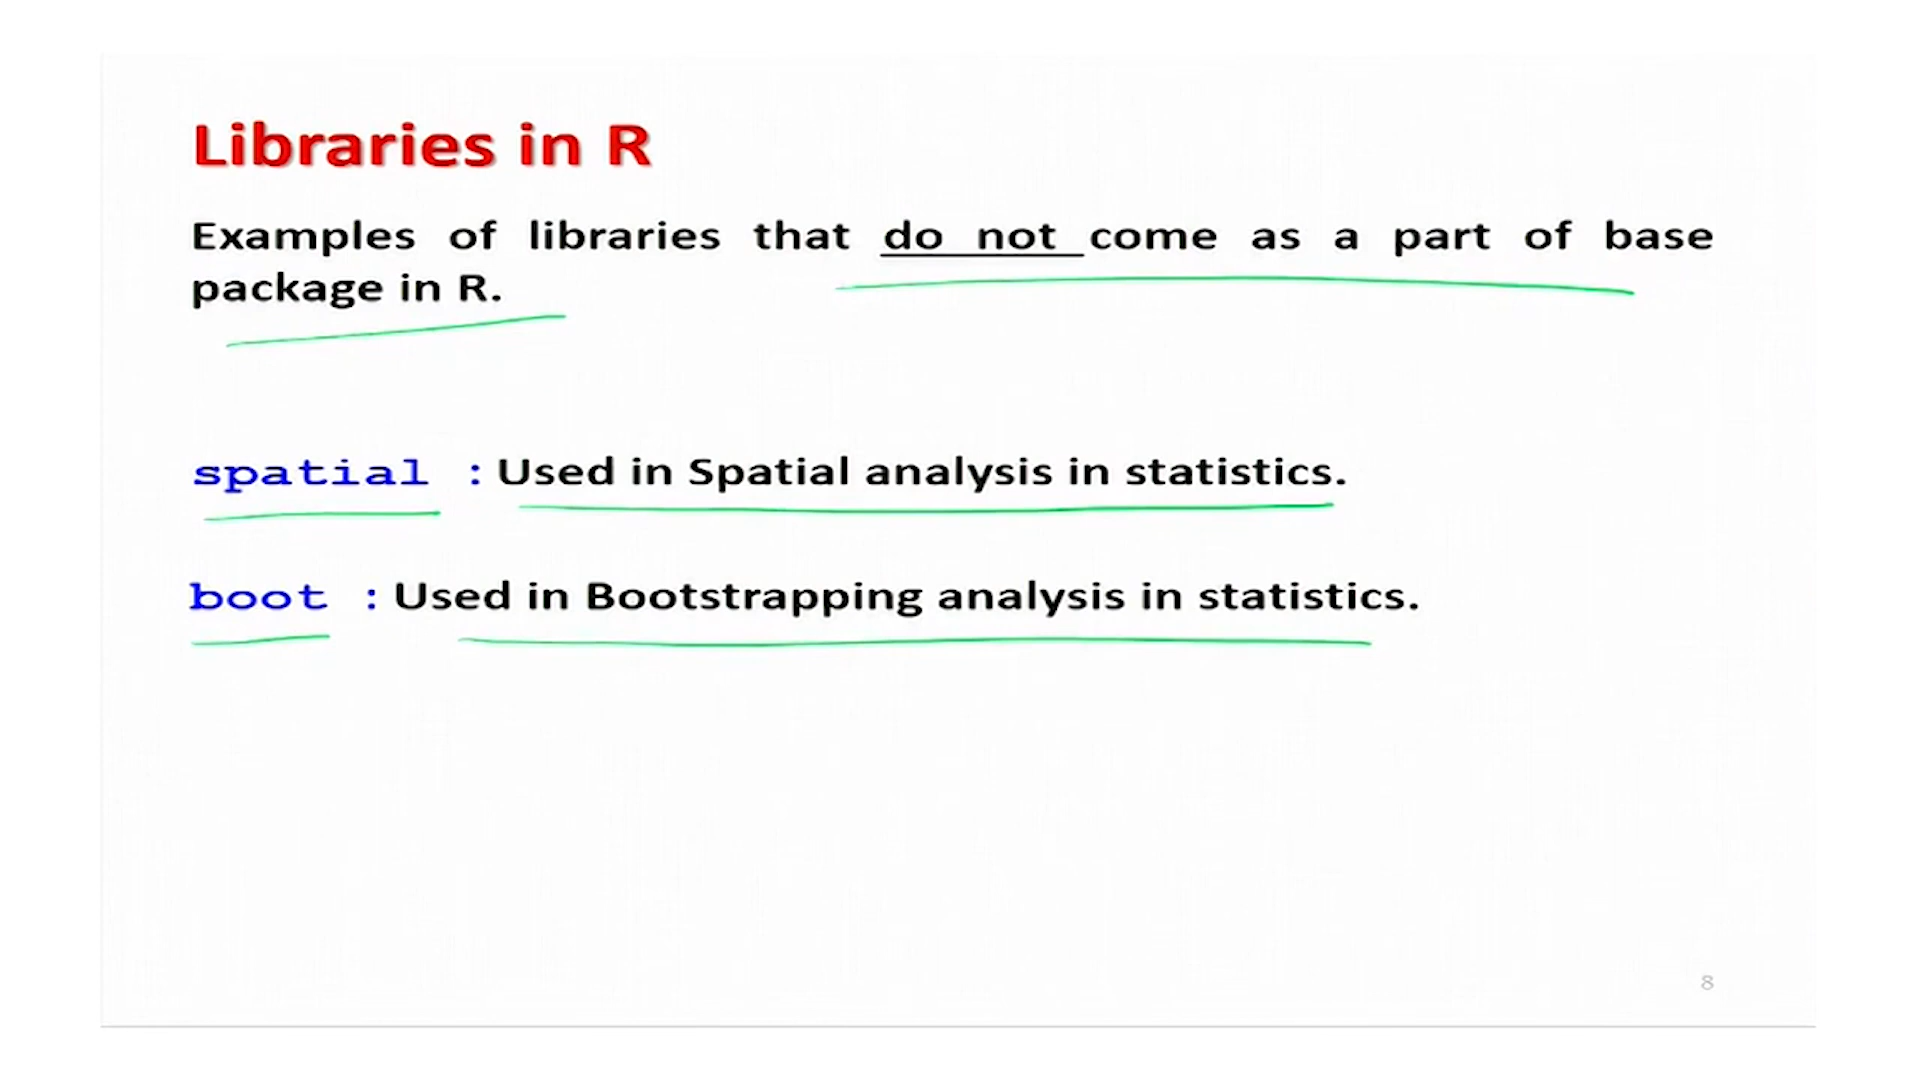 Libraries in R
Examples of libraries that do not come as a part of base
package in R.
spatial : Used in Spatial analysis in statistics.
boot : Used in Bootstrapping analysis in statistics.
8